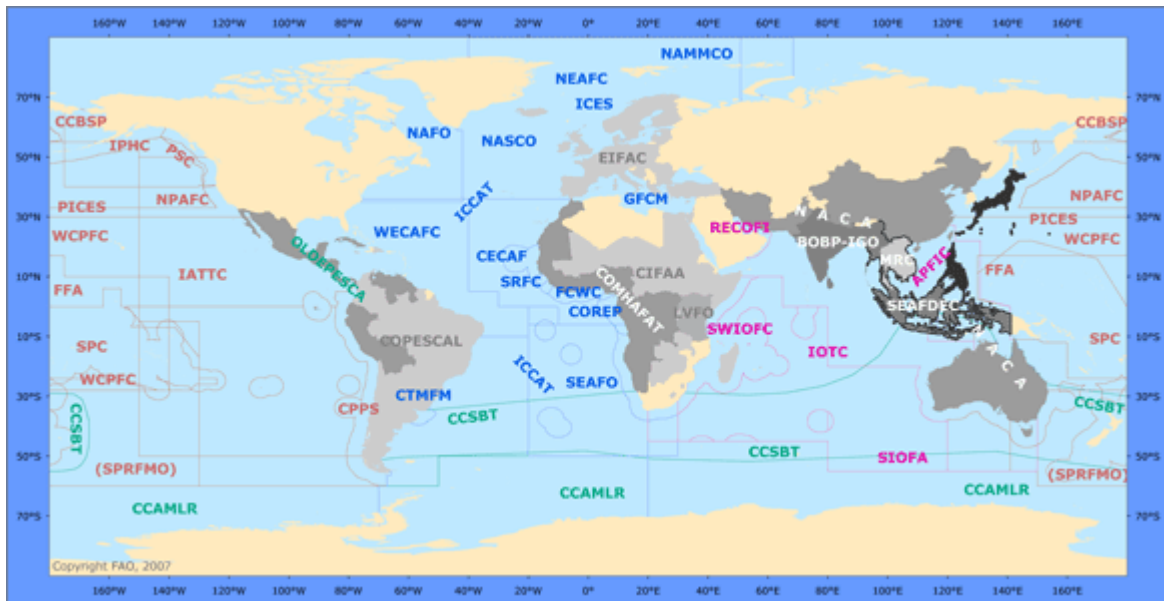 160°W 140°W 120°W 100°W 80°W 60°W 40°W 20°W 0° 20°E 40°E 60°E 80°E 100°E 120°E 140°E 160°E
NAMMCO
NEAFC
70°N 70°N
ICES
CCBSP CCBSP
NAFO
NASCO
IPHC
PSC
50°N 50°N
EIFAC
NPAFC NPAFC
GFCM
ICCAT
30°N 30°N
PICES PICES
N A C A
RECOFI
WECAFC
WCPFC WCPFC
BOBP-IGO
OLDEPESCA
CECAF
MRC
APFIC
IATTC
CIFAA
FFA
10°N 10°N
SRFC
COMHAFAT
FFA
FCWC
SEAFDEC
COREP
LVFO
SWIOFC
10°S 10°S
COPESCAL
SPC
SPC
IOTC
N A C A
ICCAT
WCPFC
SEAFO
CTMFM
30°S 30°S
CPPS
CCSBT
CCSBT
CCSBT
CCSBT
SIOFA
50°S 50°S
(SPRFMO) (SPRFMO)
CCAMLR
CCAMLR
CCAMLR
70°S 70°S
Copyright FAO, 2007
160°W 140°W 120°W 100°W 80°W 60°W 40°W 20°W 0° 20°E 40°E 60°E 80°E 100°E 120°E 140°E 160°E